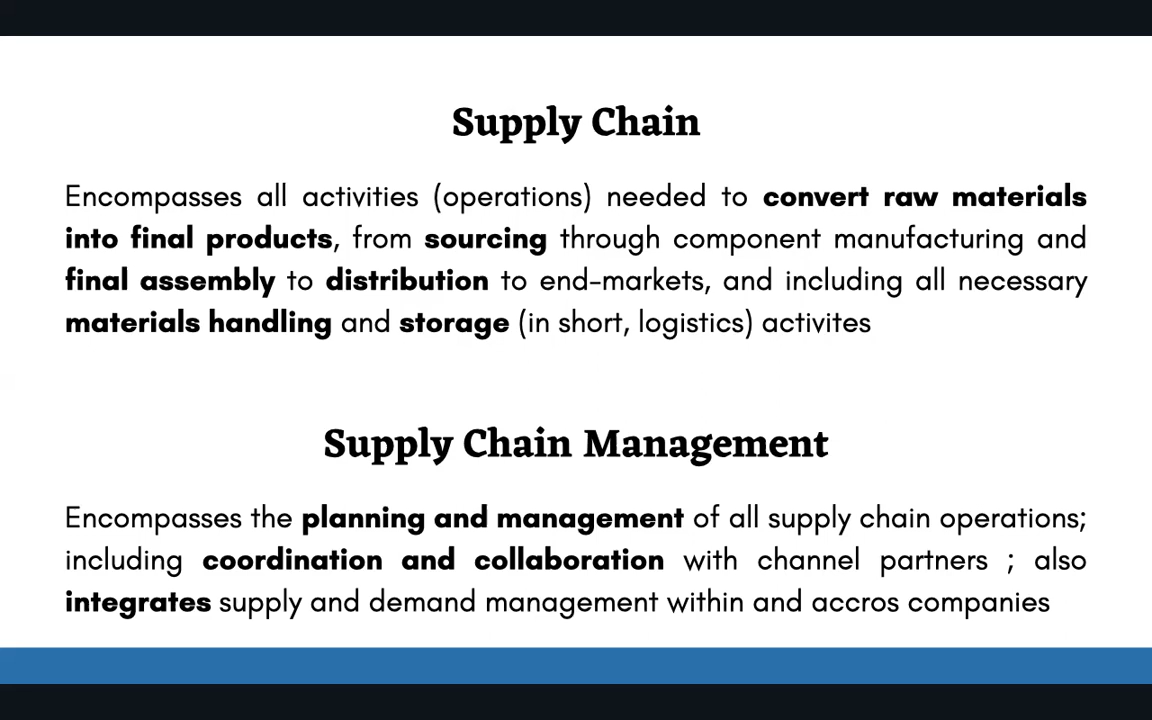 Supply Chain
Encompasses all activities (operations) needed to convert raw materials
into final products, from sourcing through component manufacturing and
final assembly to distribution to end-markets, and including all necessary
materials handling and storage (in short, logistics) activites
Supply Chain Management
Encompasses the planning and management of all supply chain operations;
including coordination and collaboration with channel partners ; also
integrates supply and demand management within and accros companies